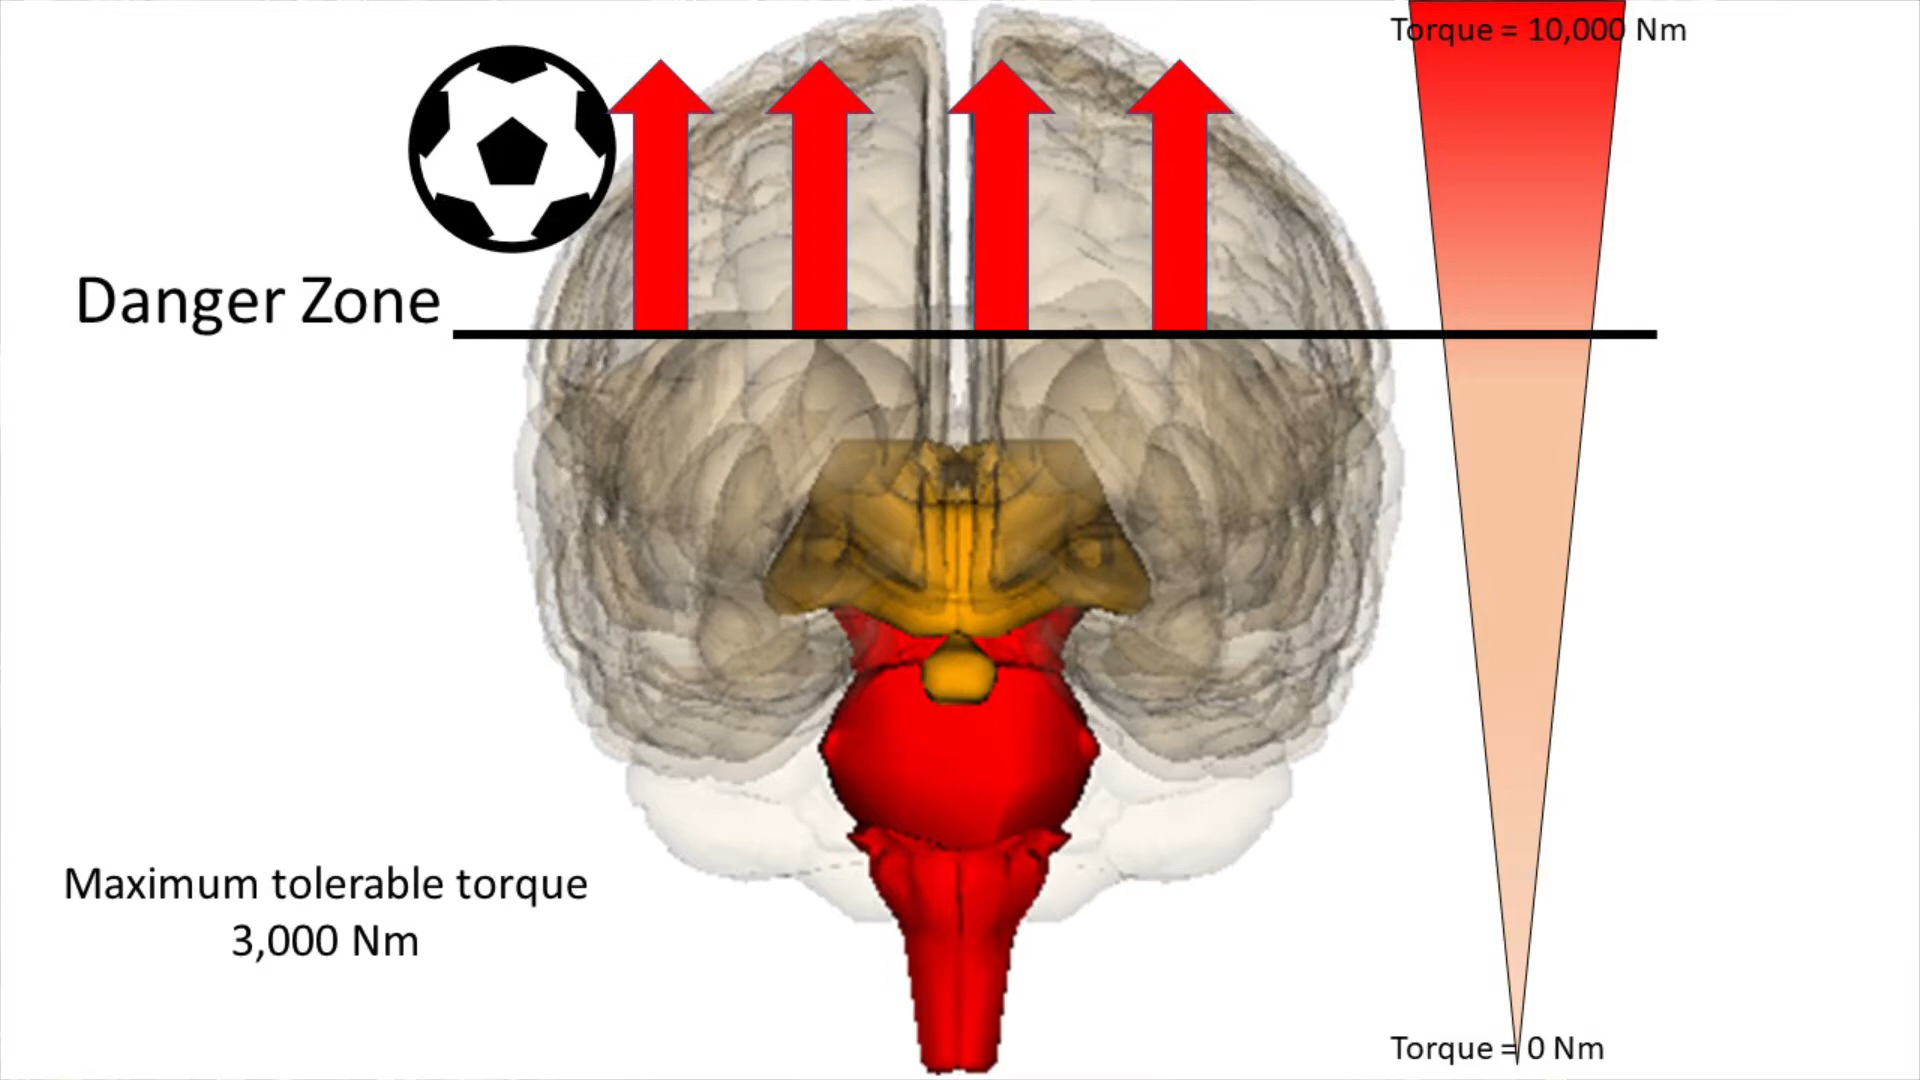 Torque = 10,000 Nm
Danger Zone
Maximum tolerable torque
3,000 Nm
Torque = 0 Nm